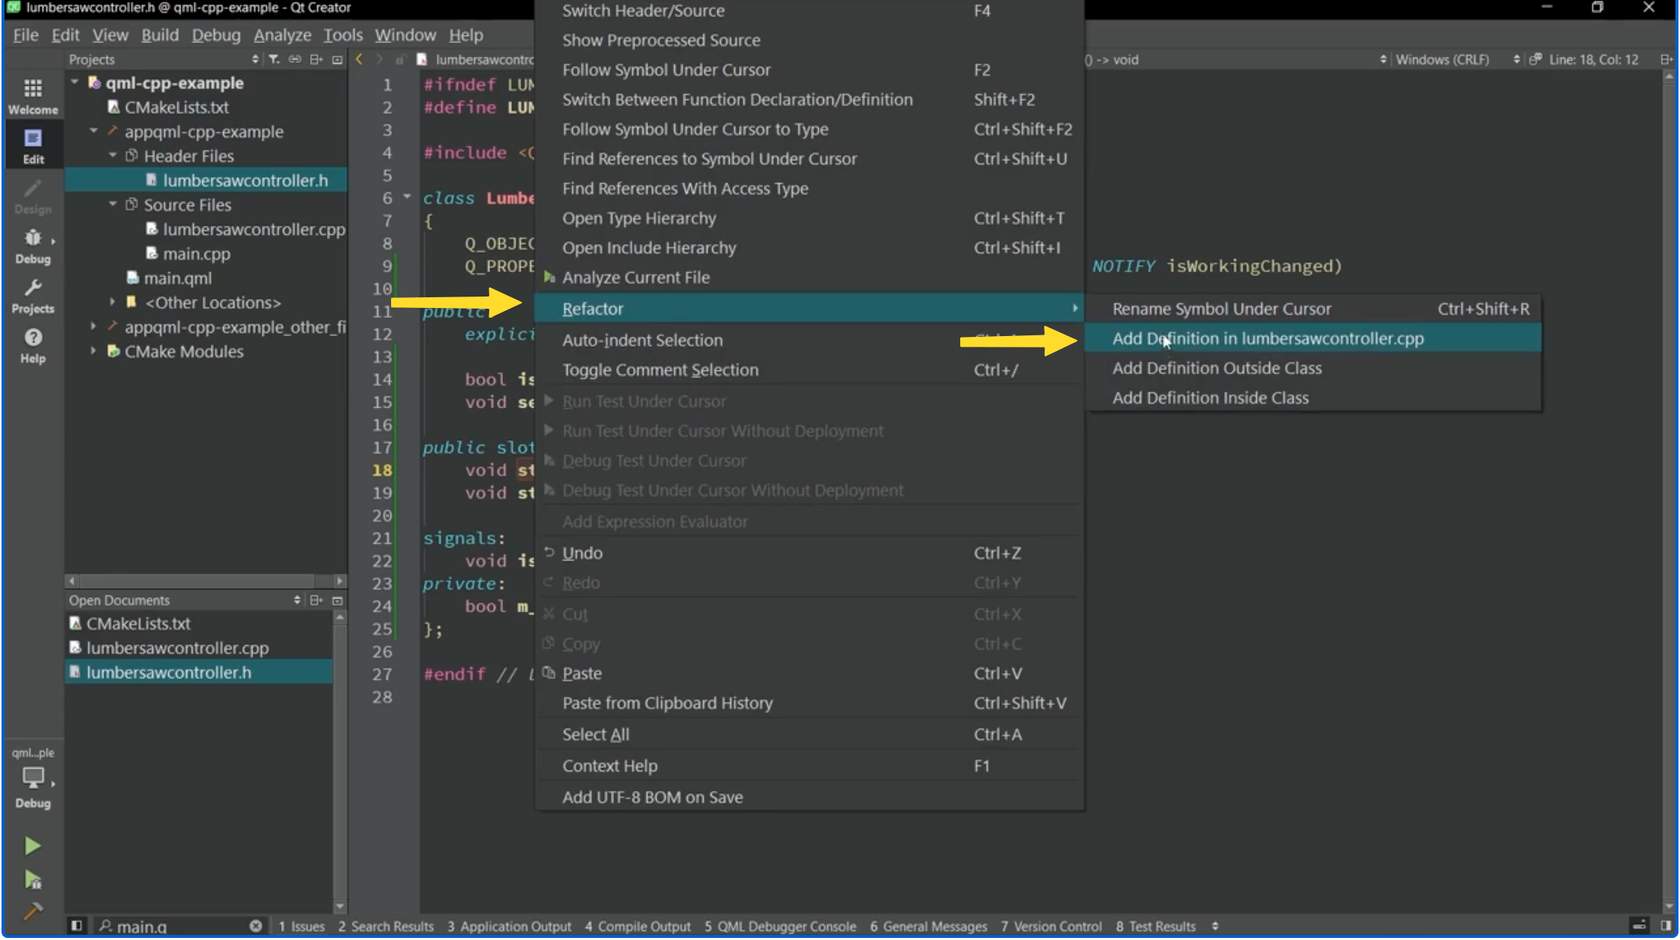 lumbersawcontroller.h @ qml-cpp-example - Qt Creator
File Edit View Build Debug Analyze Tools Window Help
Projects
lumbersawcontro
() -> void
Windows (CRLF)
Line: 18, Col: 12
Welcome
Edit
Design
Debug
Projects
Help
qml-cpp-example
CMakeLists.txt
appqml-cpp-example
Header Files
lumbersawcontroller.h
Source Files
lumbersawcontroller.cpp
main.cpp
main.qml
<Other Locations>
appqml-cpp-example_other_fi
CMake Modules
Open Documents
CMakeLists.txt
lumbersawcontroller.cpp
lumbersawcontroller.h
qml...ple
Debug
1 #ifndef LUM
2 #define LUM
3
4 #include <Q
5
6 class Lumbe
7 {
8 Q_OBJEC
9 Q_PROPE NOTIFY isWorkingChanged)
10
11 public
12 explici
13
14 bool is
15 void se
16
17 public slot
18 void st
19 void st
20
21 signals:
22 void is
23 private:
24 bool m_
25 };
26
27 #endif // L
28
Switch Header/Source F4
Show Preprocessed Source
Follow Symbol Under Cursor F2
Switch Between Function Declaration/Definition Shift+F2
Follow Symbol Under Cursor to Type Ctrl+Shift+F2
Find References to Symbol Under Cursor Ctrl+Shift+U
Find References With Access Type
Open Type Hierarchy Ctrl+Shift+T
Open Include Hierarchy Ctrl+Shift+I
Analyze Current File
Refactor
Auto-indent Selection
Toggle Comment Selection Ctrl+/
Run Test Under Cursor
Run Test Under Cursor Without Deployment
Debug Test Under Cursor
Debug Test Under Cursor Without Deployment
Add Expression Evaluator
Undo Ctrl+Z
Redo Ctrl+Y
Cut Ctrl+X
Copy Ctrl+C
Paste Ctrl+V
Paste from Clipboard History Ctrl+Shift+V
Select All Ctrl+A
Context Help F1
Add UTF-8 BOM on Save
Rename Symbol Under Cursor Ctrl+Shift+R
Add Definition in lumbersawcontroller.cpp
Add Definition Outside Class
Add Definition Inside Class
main.q
1 Issues 2 Search Results 3 Application Output 4 Compile Output 5 QML Debugger Console 6 General Messages 7 Version Control 8 Test Results